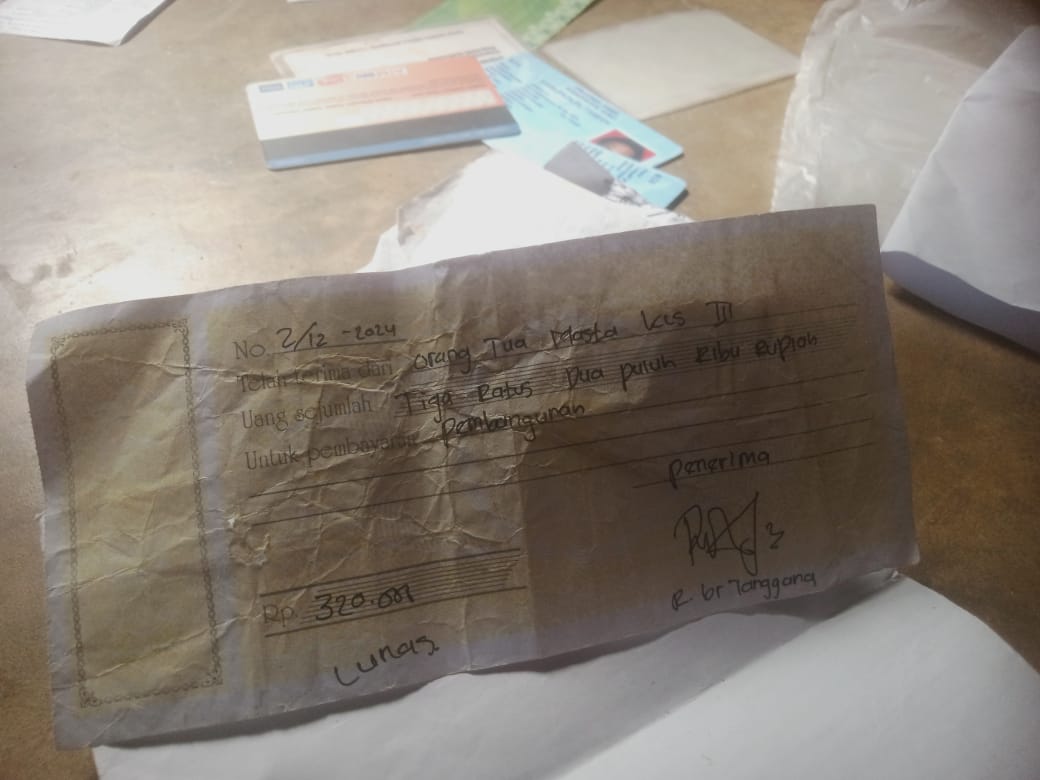 No. 2/12 - 2024
Telah terima dari Orang Tua Masta kls III
Uang sejumlah Tiga Ratus Dua puluh Ribu Rupiah
Untuk pembayaran Pembangunan
penerima
Rp. 320.000
R. br Tanggang
Lunas.